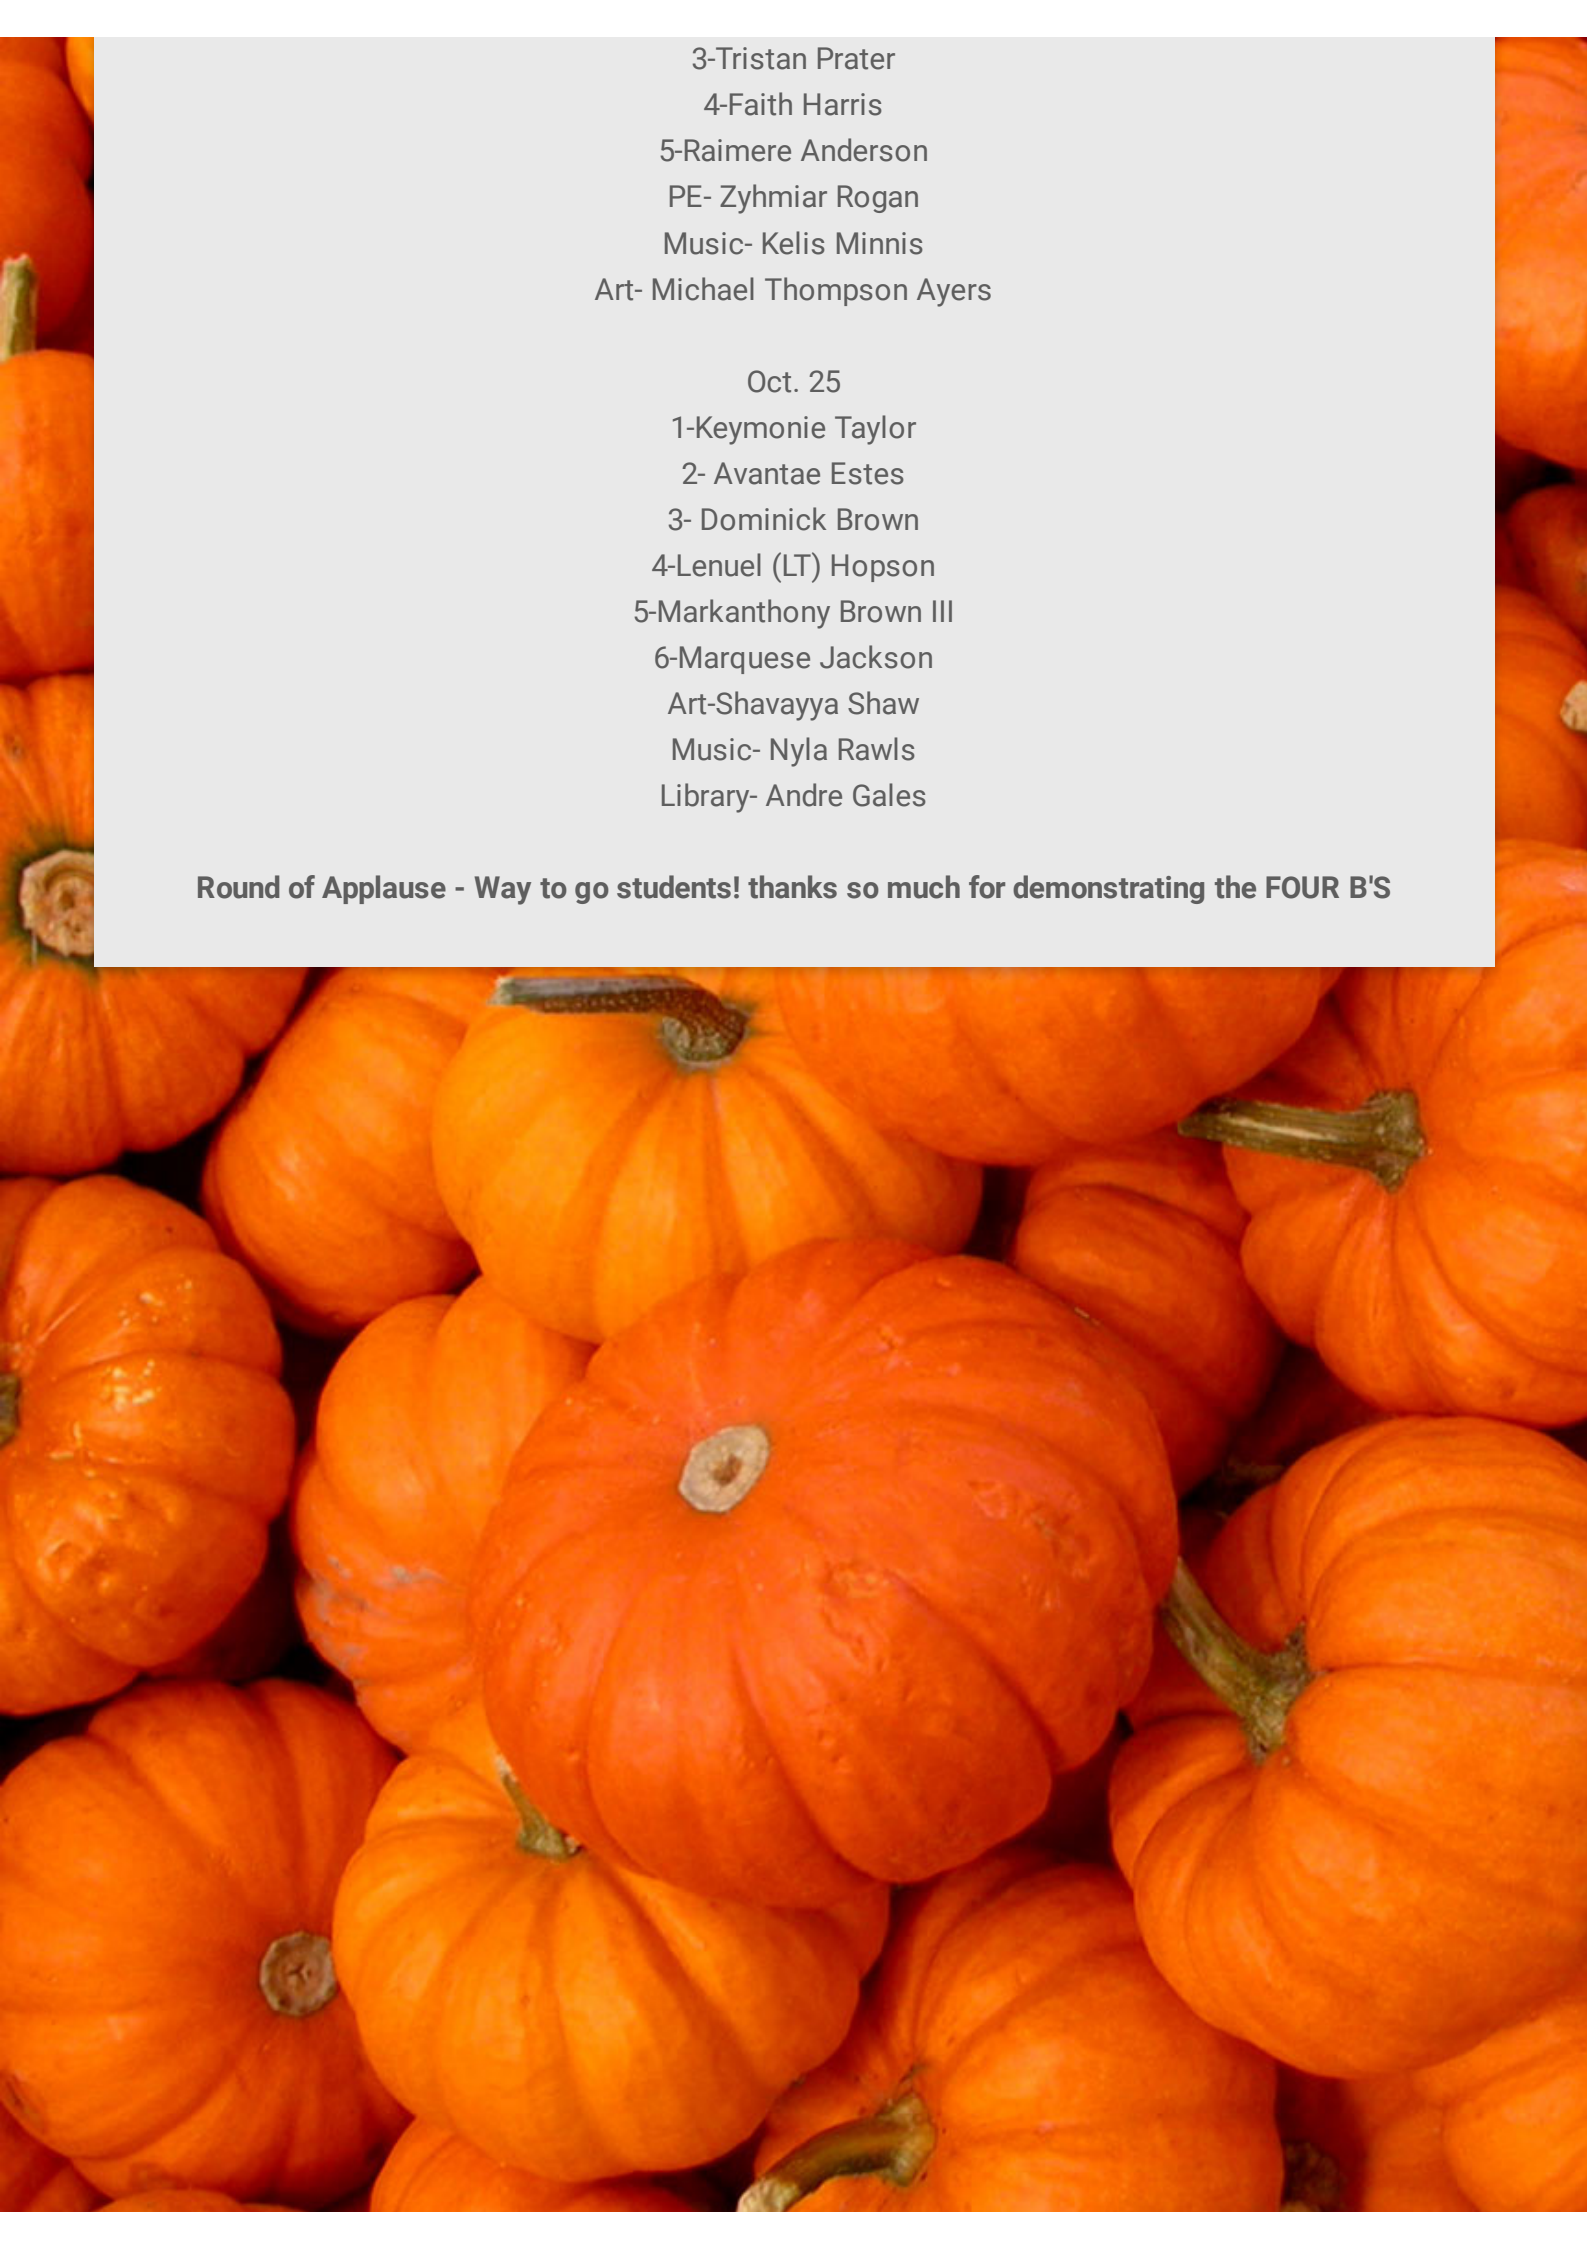 3-Tristan Prater
4-Faith Harris
5-Raimere Anderson
PE- Zyhmiar Rogan
Music- Kelis Minnis
Art- Michael Thompson Ayers
Oct. 25
1-Keymonie Taylor
2- Avantae Estes
3- Dominick Brown
4-Lenuel (LT) Hopson
5-Markanthony Brown III
6-Marquese Jackson
Art-Shavayya Shaw
Music- Nyla Rawls
Library- Andre Gales
Round of Applause - Way to go students! thanks so much for demonstrating the FOUR B'S